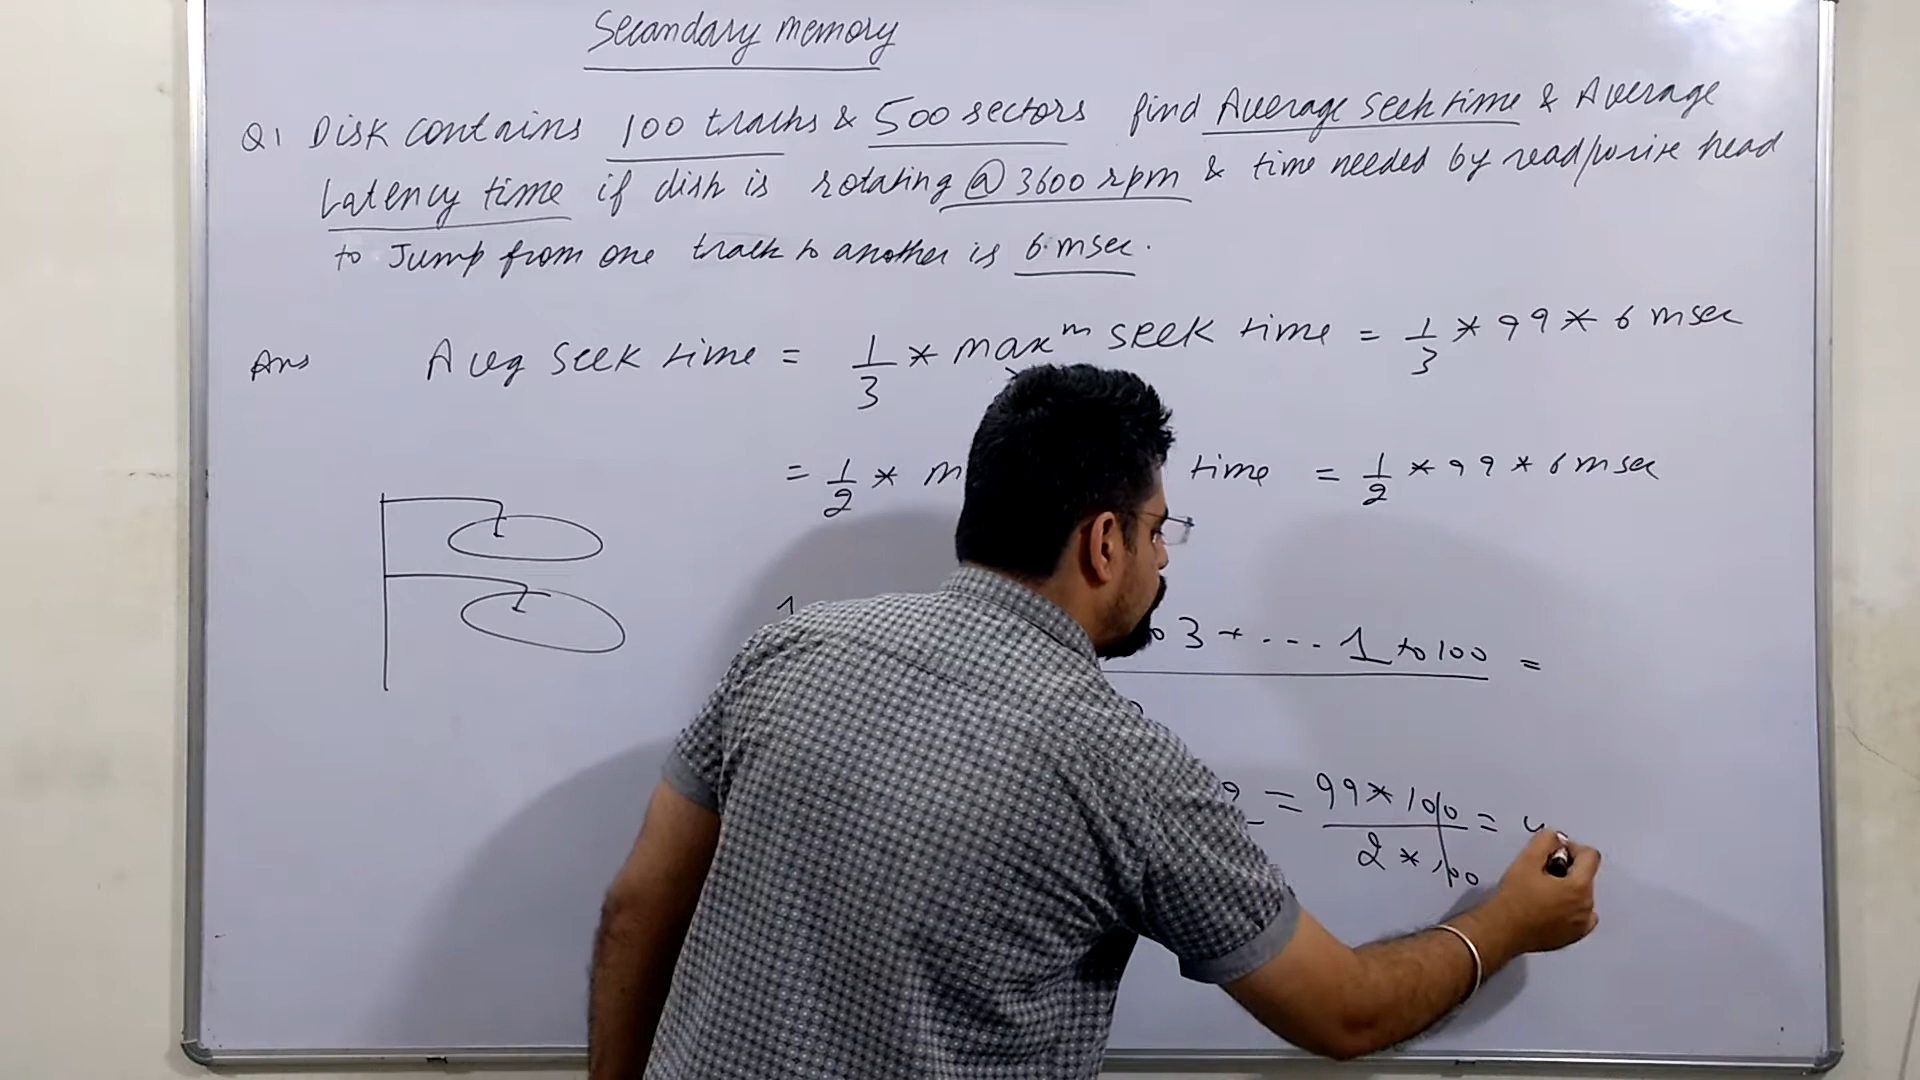 Secondary memory
Q1 Disk contains 100 tracks & 500 sectors find Average seek time & Average
Latency time if disk is rotating @ 3600 rpm & time needed by read/write head
to Jump from one track to another is 6 msec.
Ans Avg seek time = 1/3 * max^m seek time = 1/3 * 99 * 6 msec
= 1/2 * m time = 1/2 * 99 * 6 msec
1 3 + --- 1 to 100 =
= 99 * 100 / 2 * 100 =